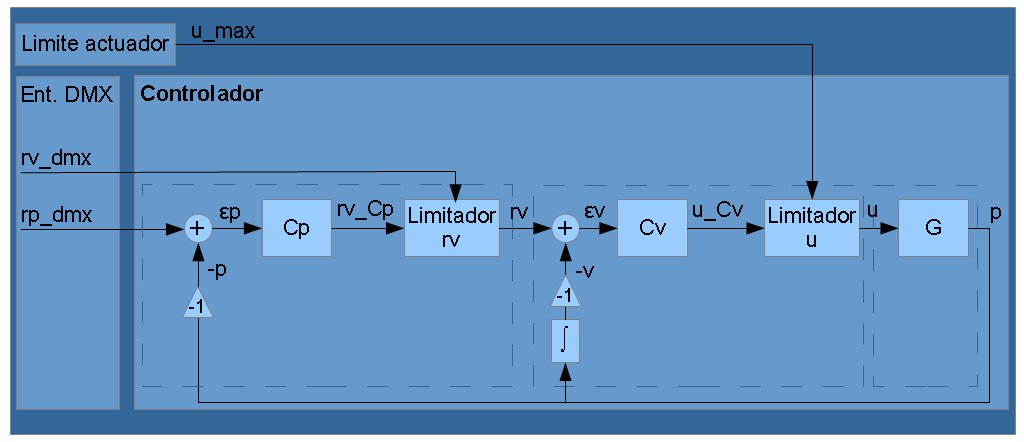 Limite actuador
u_max
Ent. DMX
Controlador
rv_dmx
rp_dmx
+
εp
Cp
rv_Cp
Limitador
rv
rv
+
εv
Cv
u_Cv
Limitador
u
u
G
p
-p
-1
-v
-1
∫